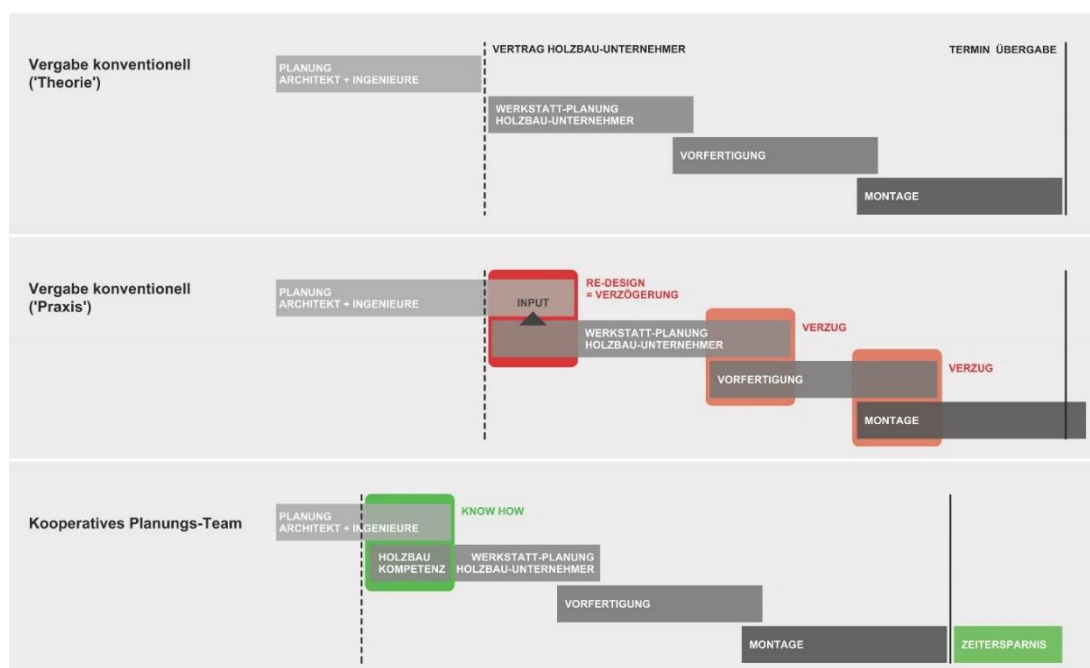 Vergabe konventionell
('Theorie')
VERTRAG HOLZBAU-UNTERNEHMER
TERMIN ÜBERGABE
PLANUNG
ARCHITEKT + INGENIEURE
WERKSTATT-PLANUNG
HOLZBAU-UNTERNEHMER
VORFERTIGUNG
MONTAGE
Vergabe konventionell
('Praxis')
PLANUNG
ARCHITEKT + INGENIEURE
INPUT
RE-DESIGN
= VERZÖGERUNG
WERKSTATT-PLANUNG
HOLZBAU-UNTERNEHMER
VERZUG
VORFERTIGUNG
VERZUG
MONTAGE
Kooperatives Planungs-Team
PLANUNG
ARCHITEKT + INGENIEURE
KNOW HOW
HOLZBAU
KOMPETENZ
WERKSTATT-PLANUNG
HOLZBAU-UNTERNEHMER
VORFERTIGUNG
MONTAGE
ZEITERSPARNIS